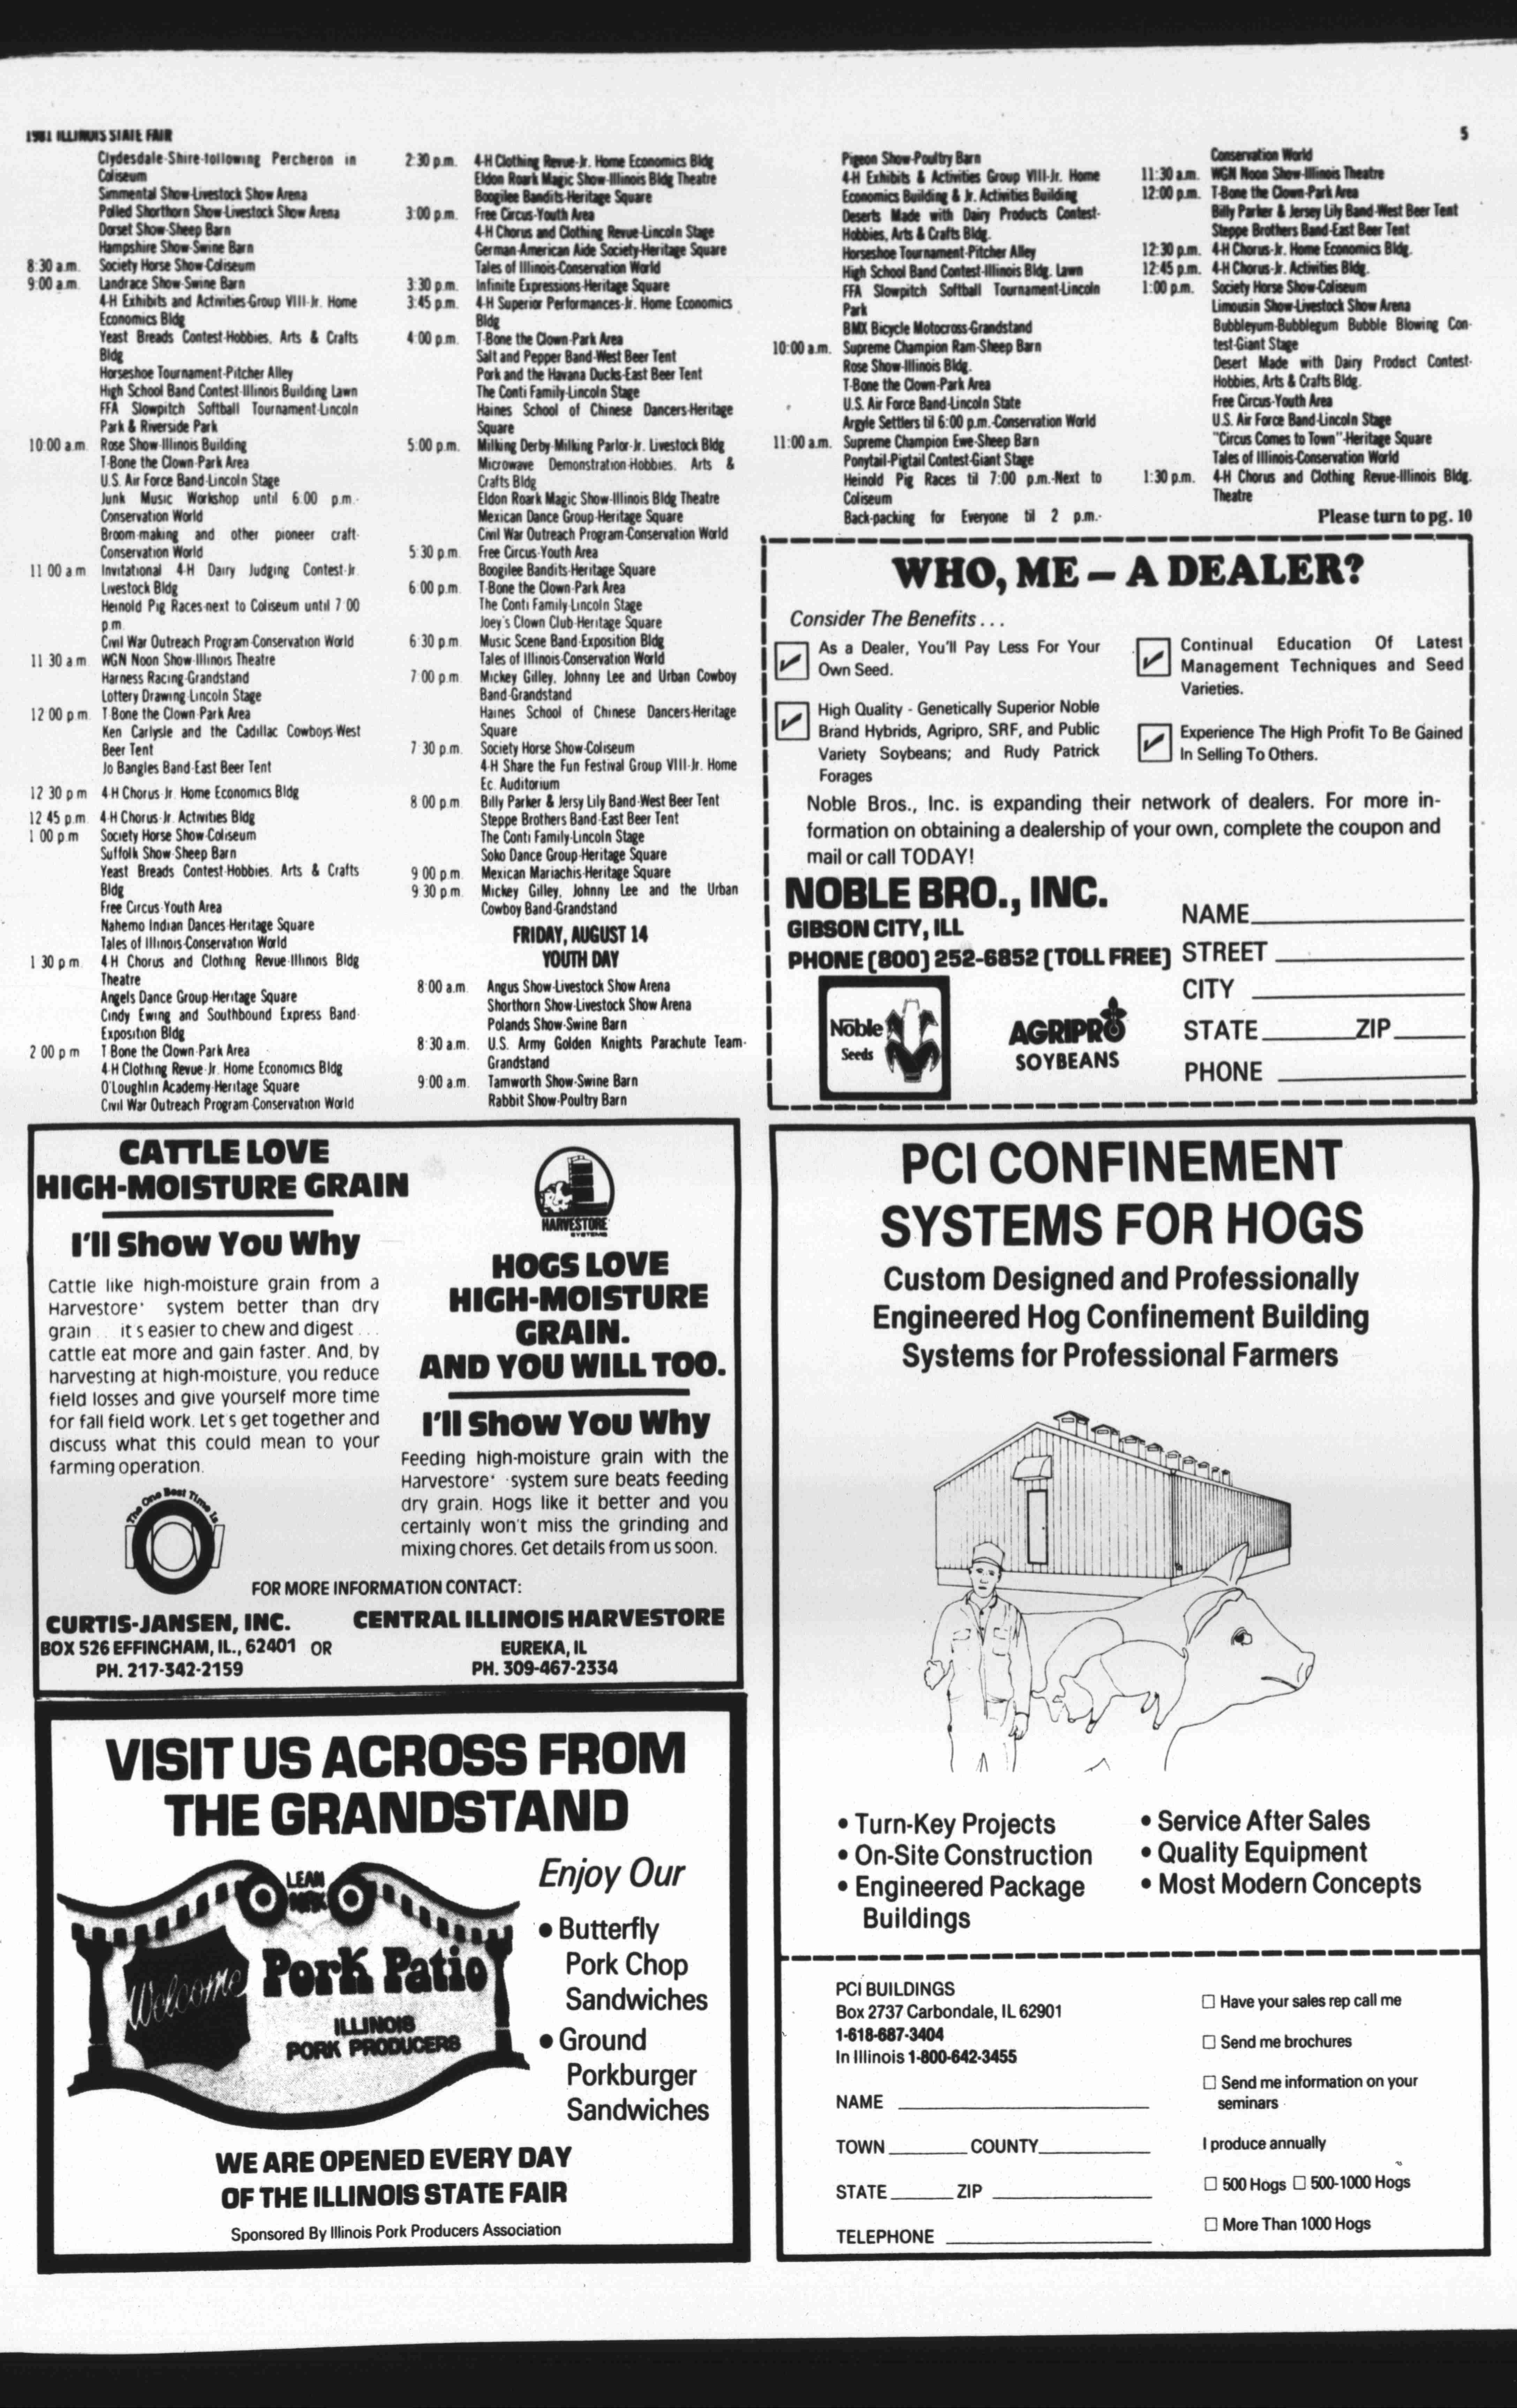 1981 ILLINOIS STATE FAIR
5
Clydesdale-Shire-following Percheron in
Coliseum
Simmental Show-Livestock Show Arena
Polled Shorthorn Show-Livestock Show Arena
Dorset Show-Sheep Barn
Hampshire Show-Swine Barn
8:30 a.m. Society Horse Show-Coliseum
9:00 a.m. Landrace Show-Swine Barn
4-H Exhibits and Activities-Group VIII-Jr. Home
Economics Bldg
Yeast Breads Contest-Hobbies, Arts & Crafts
Bldg
Horseshoe Tournament-Pitcher Alley
High School Band Contest-Illinois Building Lawn
FFA Slowpitch Softball Tournament-Lincoln
Park & Riverside Park
10:00 a.m. Rose Show-Illinois Building
T-Bone the Clown-Park Area
U.S. Air Force Band-Lincoln Stage
Junk Music Workshop until 6:00 p.m.-
Conservation World
Broom-making and other pioneer craft-
Conservation World
11 00 a m Invitational 4-H Dairy Judging Contest-Jr.
Livestock Bldg
Heinold Pig Races-next to Coliseum until 7:00
p m
Civil War Outreach Program-Conservation World
11 30 a m WGN Noon Show-Illinois Theatre
Harness Racing-Grandstand
Lottery Drawing-Lincoln Stage
12 00 p m. T-Bone the Clown-Park Area
Ken Carlysle and the Cadillac Cowboys-West
Beer Tent
Jo Bangles Band-East Beer Tent
12 30 p m 4-H Chorus-Jr. Home Economics Bldg
12 45 p.m. 4-H Chorus-Jr. Activities Bldg
1 00 p m Society Horse Show-Coliseum
Suffolk Show-Sheep Barn
Yeast Breads Contest-Hobbies. Arts & Crafts
Bldg
Free Circus-Youth Area
Nahemo Indian Dances-Heritage Square
Tales of Illinois-Conservation World
1 30 p m 4-H Chorus and Clothing Revue-Illinois Bldg
Theatre
Angels Dance Group-Heritage Square
Cindy Ewing and Southbound Express Band-
Exposition Bldg
2 00 p m T-Bone the Clown-Park Area
4-H Clothing Revue-Jr. Home Economics Bldg
O'Loughlin Academy-Heritage Square
Civil War Outreach Program-Conservation World
2:30 p.m. 4-H Clothing Revue-Jr. Home Economics Bldg
Eldon Roark Magic Show-Illinois Bldg Theatre
Boogilee Bandits-Heritage Square
3:00 p.m. Free Circus-Youth Area
4-H Chorus and Clothing Revue-Lincoln Stage
German-American Aide Society-Heritage Square
Tales of Illinois-Conservation World
3:30 p.m. Infinite Expressions-Heritage Square
3:45 p.m. 4-H Superior Performances-Jr. Home Economics
Bldg
4:00 p.m. T-Bone the Clown-Park Area
Salt and Pepper Band-West Beer Tent
Pork and the Havana Ducks-East Beer Tent
The Conti Family-Lincoln Stage
Haines School of Chinese Dancers-Heritage
Square
5:00 p.m. Milking Derby-Milking Parlor-Jr. Livestock Bldg
Microwave Demonstration-Hobbies. Arts &
Crafts Bldg
Eldon Roark Magic Show-Illinois Bldg Theatre
Mexican Dance Group-Heritage Square
Civil War Outreach Program-Conservation World
5:30 p.m. Free Circus-Youth Area
Boogilee Bandits-Heritage Square
6:00 p.m. T-Bone the Clown-Park Area
The Conti Family-Lincoln Stage
Joey's Clown Club-Heritage Square
6:30 p.m. Music Scene Band-Exposition Bldg
Tales of Illinois-Conservation World
7 00 p.m Mickey Gilley, Johnny Lee and Urban Cowboy
Band-Grandstand
Haines School of Chinese Dancers-Heritage
Square
7 30 p.m. Society Horse Show-Coliseum
4-H Share the Fun Festival Group VIII-Jr. Home
Ec. Auditorium
8 00 p.m Billy Parker & Jersy Lily Band-West Beer Tent
Steppe Brothers Band-East Beer Tent
The Conti Family-Lincoln Stage
Soko Dance Group-Heritage Square
9 00 p.m. Mexican Mariachis-Heritage Square
9 30 p.m. Mickey Gilley, Johnny Lee and the Urban
Cowboy Band-Grandstand
FRIDAY, AUGUST 14
YOUTH DAY
8:00 a.m. Angus Show-Livestock Show Arena
Shorthorn Show-Livestock Show Arena
Polands Show-Swine Barn
8:30 a.m. U.S. Army Golden Knights Parachute Team-
Grandstand
9:00 a.m. Tamworth Show-Swine Barn
Rabbit Show-Poultry Barn
Pigeon Show-Poultry Barn
4-H Exhibits & Activities Group VIII-Jr. Home
Economics Building & Jr. Activities Building
Deserts Made with Dairy Products Contest-
Hobbies, Arts & Crafts Bldg.
Horseshoe Tournament-Pitcher Alley
High School Band Contest-Illinois Bldg. Lawn
FFA Slowpitch Softball Tournament-Lincoln
Park
BMX Bicycle Motocross-Grandstand
10:00 a.m. Supreme Champion Ram-Sheep Barn
Rose Show-Illinois Bldg.
T-Bone the Clown-Park Area
U.S. Air Force Band-Lincoln State
Argyle Settlers til 6:00 p.m.-Conservation World
11:00 a.m. Supreme Champion Ewe-Sheep Barn
Ponytail-Pigtail Contest-Giant Stage
Heinold Pig Races til 7:00 p.m.-Next to
Coliseum
Back-packing for Everyone til 2 p.m.-
Conservation World
11:30 a.m. WGN Noon Show-Illinois Theatre
12:00 p.m. T-Bone the Clown-Park Area
Billy Parker & Jersey Lily Band-West Beer Tent
Steppe Brothers Band-East Beer Tent
12:30 p.m. 4-H Chorus-Jr. Home Economics Bldg.
12:45 p.m. 4-H Chorus-Jr. Activities Bldg.
1:00 p.m. Society Horse Show-Coliseum
Limousin Show-Livestock Show Arena
Bubbleyum-Bubblegum Bubble Blowing Con-
test-Giant Stage
Desert Made with Dairy Prodect Contest-
Hobbies, Arts & Crafts Bldg.
Free Circus-Youth Area
U.S. Air Force Band-Lincoln Stage
"Circus Comes to Town"-Heritage Square
Tales of Illinois-Conservation World
1:30 p.m. 4-H Chorus and Clothing Revue-Illinois Bldg.
Theatre
Please turn to pg. 10
WHO, ME – A DEALER?
Consider The Benefits . . .
As a Dealer, You'll Pay Less For Your
Own Seed.
High Quality - Genetically Superior Noble
Brand Hybrids, Agripro, SRF, and Public
Variety Soybeans; and Rudy Patrick
Forages
Continual Education Of Latest
Management Techniques and Seed
Varieties.
Experience The High Profit To Be Gained
In Selling To Others.
Noble Bros., Inc. is expanding their network of dealers. For more in-
formation on obtaining a dealership of your own, complete the coupon and
mail or call TODAY!
NOBLE BRO., INC.
GIBSON CITY, ILL
PHONE (800) 252-6852 (TOLL FREE)
Noble
Seeds
AGRIPRO
SOYBEANS
NAME
STREET
CITY
STATE ZIP
PHONE
CATTLE LOVE
HIGH-MOISTURE GRAIN
I'll Show You Why
Cattle like high-moisture grain from a
Harvestore* system better than dry
grain . . it s easier to chew and digest . . .
cattle eat more and gain faster. And, by
harvesting at high-moisture, you reduce
field losses and give yourself more time
for fall field work. Let s get together and
discuss what this could mean to your
farming operation.
The One Best Time Is
HARVESTORE
SYSTEMS
HOGS LOVE
HIGH-MOISTURE
GRAIN.
AND YOU WILL TOO.
I'll Show You Why
Feeding high-moisture grain with the
Harvestore* system sure beats feeding
dry grain. Hogs like it better and you
certainly won't miss the grinding and
mixing chores. Get details from us soon.
FOR MORE INFORMATION CONTACT:
CURTIS-JANSEN, INC.
BOX 526 EFFINGHAM, IL., 62401 OR
PH. 217-342-2159
CENTRAL ILLINOIS HARVESTORE
EUREKA, IL
PH. 309-467-2334
VISIT US ACROSS FROM
THE GRANDSTAND
LEAN
PORK
Welcome
Pork Patio
ILLINOIS
PORK PRODUCERS
Enjoy Our
• Butterfly
Pork Chop
Sandwiches
• Ground
Porkburger
Sandwiches
WE ARE OPENED EVERY DAY
OF THE ILLINOIS STATE FAIR
Sponsored By Illinois Pork Producers Association
PCI CONFINEMENT
SYSTEMS FOR HOGS
Custom Designed and Professionally
Engineered Hog Confinement Building
Systems for Professional Farmers
• Turn-Key Projects
• On-Site Construction
• Engineered Package
Buildings
• Service After Sales
• Quality Equipment
• Most Modern Concepts
PCI BUILDINGS
Box 2737 Carbondale, IL 62901
1-618-687-3404
In Illinois 1-800-642-3455
NAME
TOWN COUNTY
STATE ZIP
TELEPHONE
☐ Have your sales rep call me
☐ Send me brochures
☐ Send me information on your
seminars
I produce annually
☐ 500 Hogs ☐ 500-1000 Hogs
☐ More Than 1000 Hogs